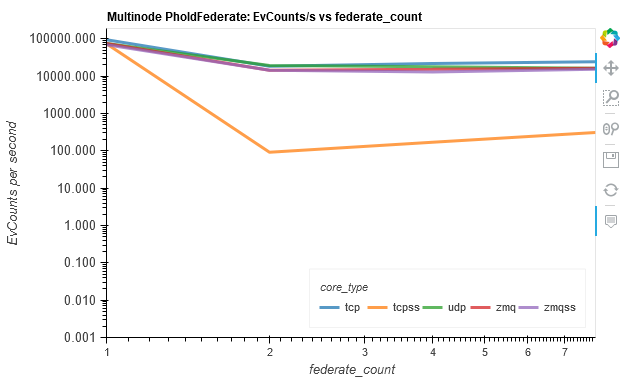 Multinode PholdFederate: EvCounts/s vs federate_count
EvCounts per second
100000.000
10000.000
1000.000
100.000
10.000
1.000
0.100
0.010
0.001
1 2 3 4 5 6 7
federate_count
core_type
tcp tcpss udp zmq zmqss